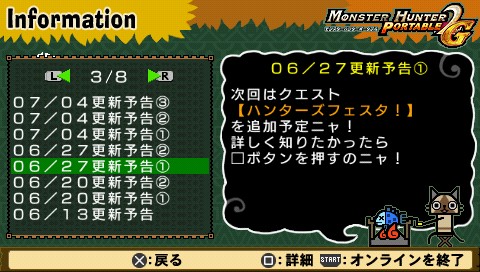 Information
MONSTER HUNTER
PORTABLE 2nd G
L 3/8 R
07/04更新予告③
07/04更新予告②
07/04更新予告①
06/27更新予告②
06/27更新予告①
06/20更新予告②
06/20更新予告①
06/13更新予告
06/27更新予告①
次回はクエスト
【ハンターズフェスタ!】
を追加予定ニャ!
詳しく知りたかったら
□ボタンを押すのニャ!
×:戻る
□:詳細 START:オンラインを終了